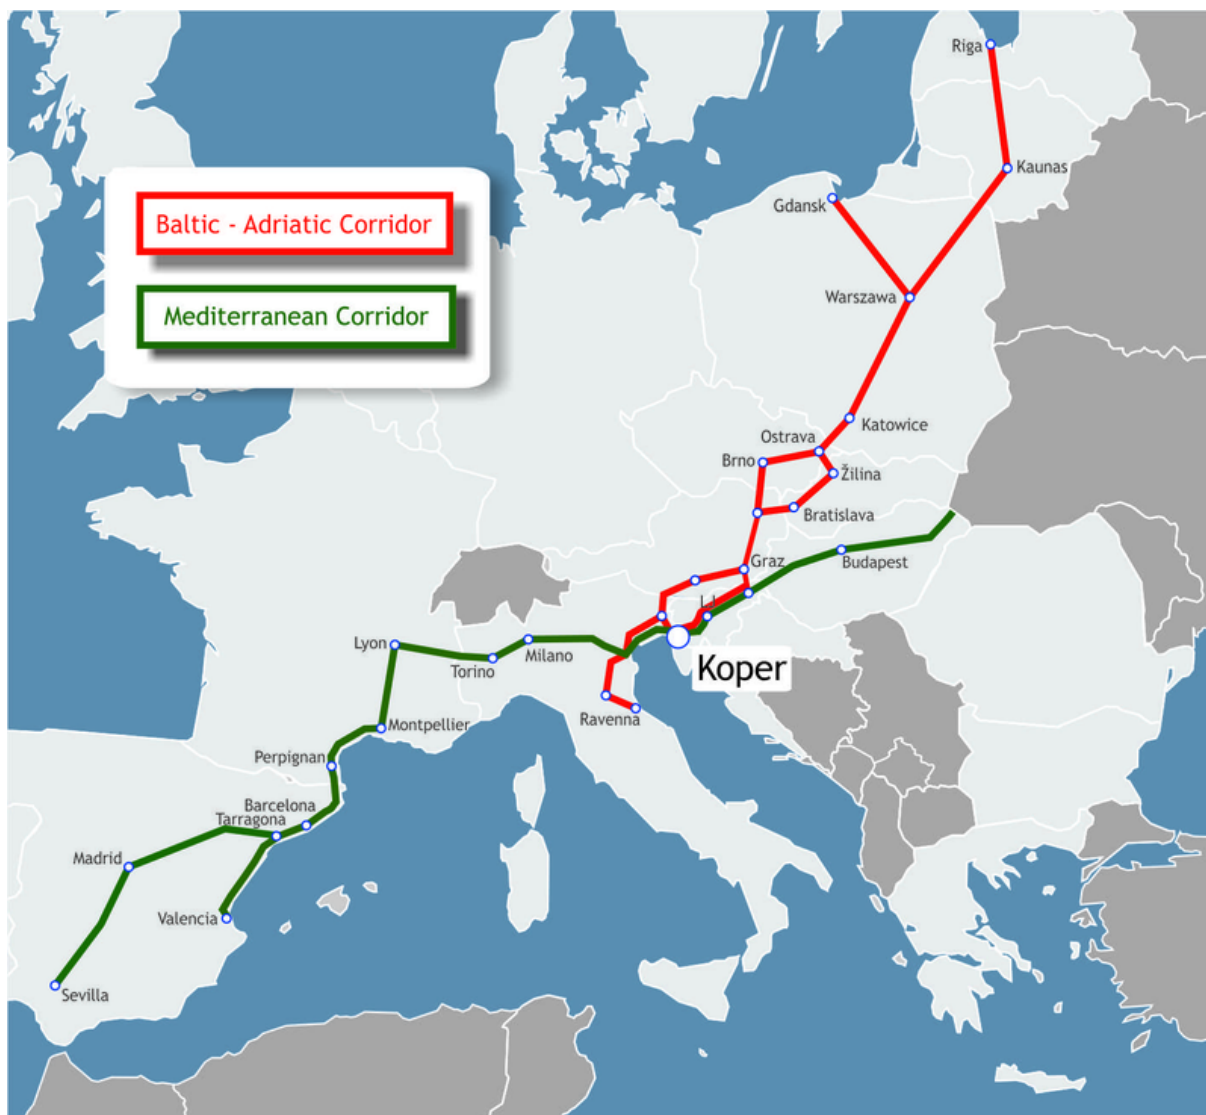 Riga
Kaunas
Gdansk
Baltic - Adriatic Corridor
Warszawa
Mediterranean Corridor
Katowice
Ostrava
Brno
Žilina
Bratislava
Graz
Budapest
Lyon
Milano
Torino
Koper
Ravenna
Montpellier
Perpignan
Barcelona
Tarragona
Madrid
Valencia
Sevilla